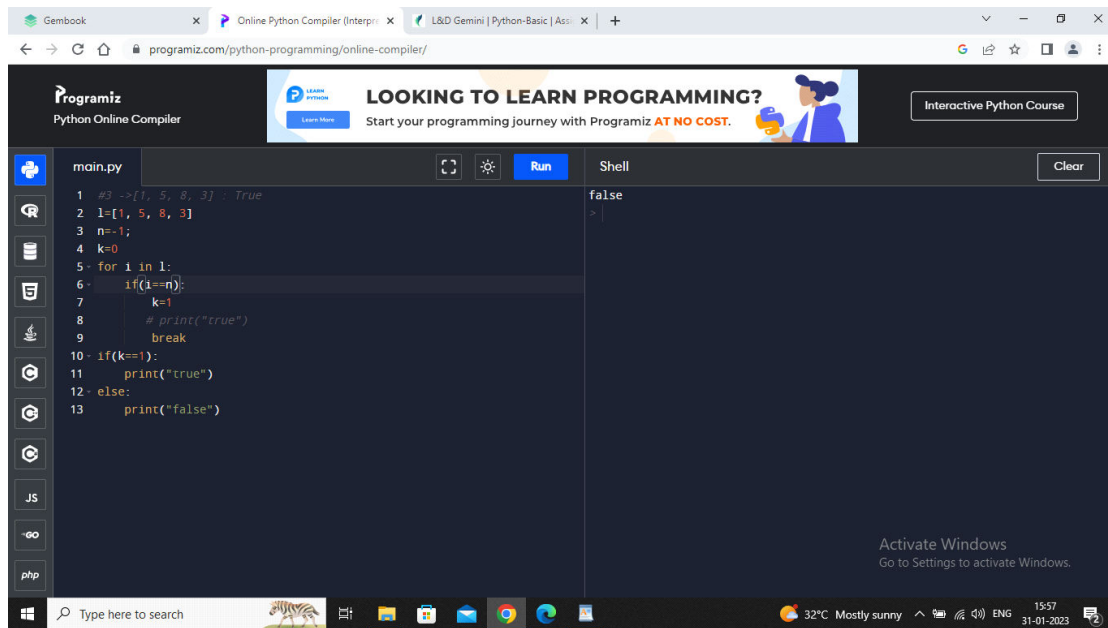 Gembook
Online Python Compiler (Interpre
L&D Gemini | Python-Basic | Assi
programiz.com/python-programming/online-compiler/
Programiz
Python Online Compiler
LEARN PYTHON
Learn More
LOOKING TO LEARN PROGRAMMING?
Start your programming journey with Programiz AT NO COST.
Interactive Python Course
main.py
Run
Shell
Clear
1 #3 ->[1, 5, 8, 3] : True
2 l=[1, 5, 8, 3]
3 n=-1;
4 k=0
5 for i in l:
6 if(i==n):
7 k=1
8 # print("true")
9 break
10 if(k==1):
11 print("true")
12 else:
13 print("false")
false
>
JS
GO
php
Activate Windows
Go to Settings to activate Windows.
Type here to search
32°C Mostly sunny
ENG
15:57
31-01-2023
2